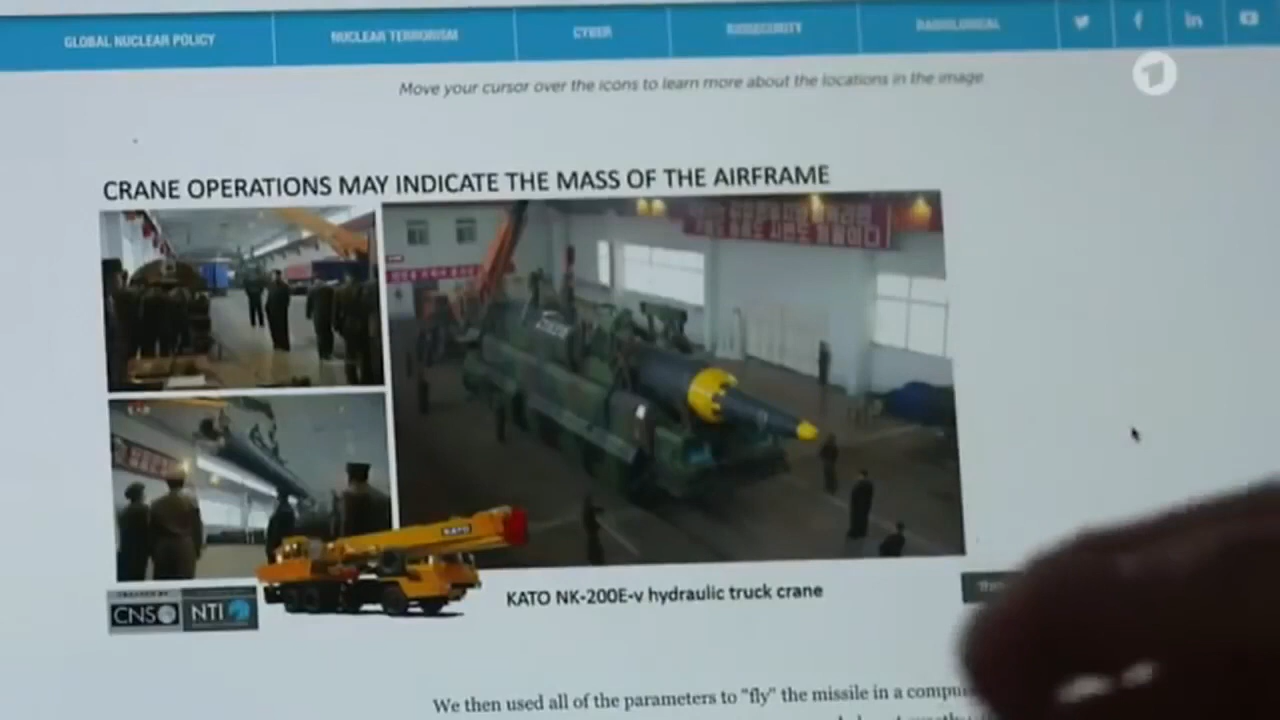 GLOBAL NUCLEAR POLICY
NUCLEAR TERRORISM
CYBER
BIOSECURITY
RADIOLOGICAL
Move your cursor over the icons to learn more about the locations in the image
CRANE OPERATIONS MAY INDICATE THE MASS OF THE AIRFRAME
KATO
CNS
NTI
KATO NK-200E-v hydraulic truck crane
We then used all of the parameters to "fly" the missile in a